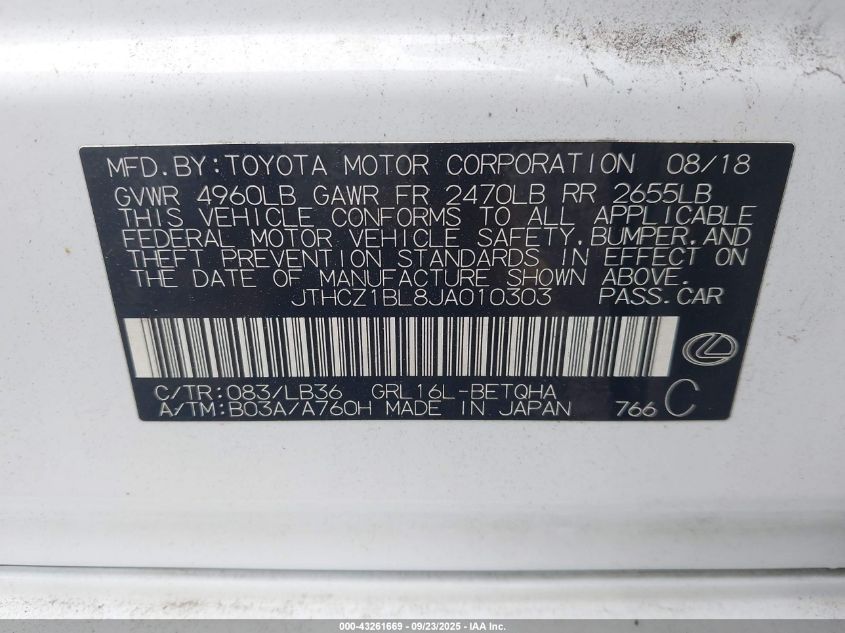 MFD.BY:TOYOTA MOTOR CORPORATION 08/18
GVWR 4960LB GAWR FR 2470LB RR 2655LB
THIS VEHICLE CONFORMS TO ALL APPLICABLE
FEDERAL MOTOR VEHICLE SAFETY,BUMPER,AND
THEFT PREVENTION STANDARDS IN EFFECT ON
THE DATE OF MANUFACTURE SHOWN ABOVE.
JTHCZ1BL8JA010303 PASS.CAR
C/TR:083/LB36 GRL16L-BETQHA
A/TM:B03A/A760H MADE IN JAPAN 766 C
000-43261669 - 09/23/2025 - IAA Inc.